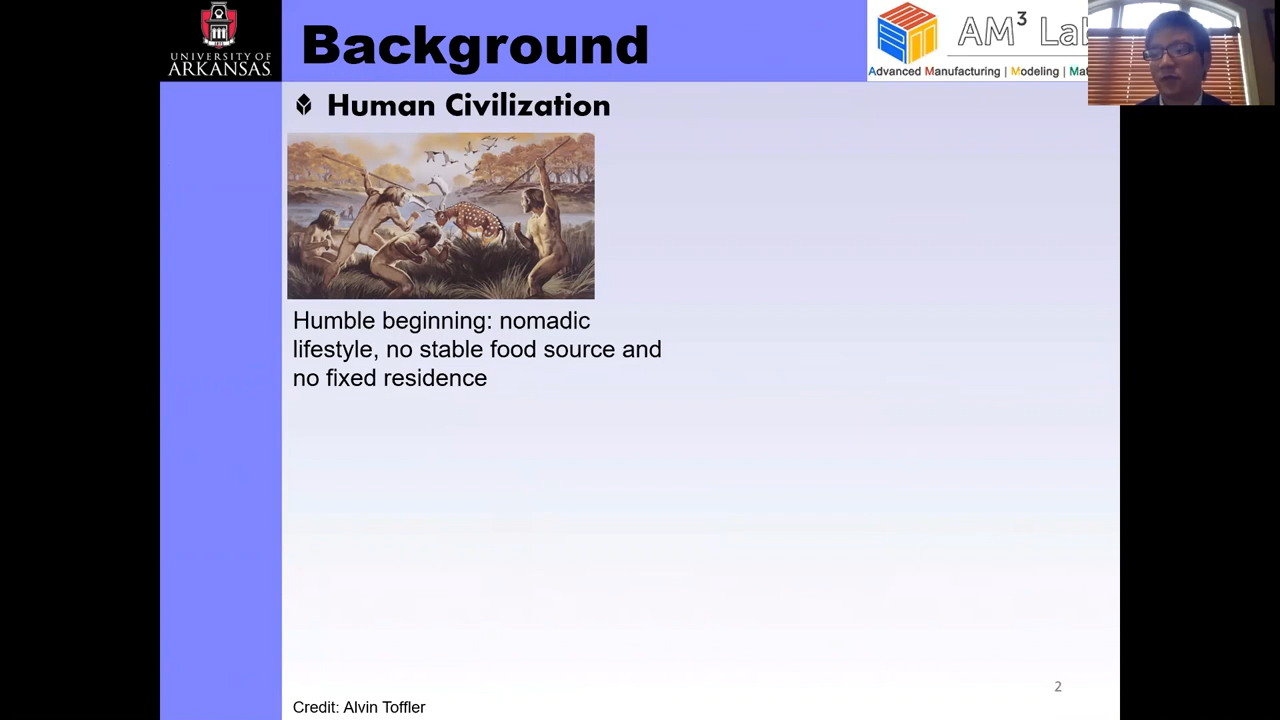 UNIVERSITY OF
ARKANSAS
Background
AM³ Lab
Advanced Manufacturing | Modeling |
Human Civilization
Humble beginning: nomadic
lifestyle, no stable food source and
no fixed residence
2
Credit: Alvin Toffler